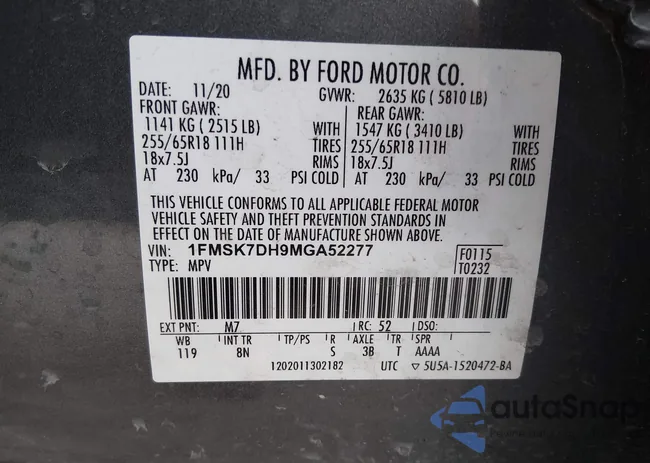 MFD. BY FORD MOTOR CO.
DATE: 11/20 GVWR: 2635 KG ( 5810 LB)
FRONT GAWR: REAR GAWR:
1141 KG ( 2515 LB) WITH 1547 KG ( 3410 LB) WITH
255/65R18 111H TIRES 255/65R18 111H TIRES
18x7.5J RIMS 18x7.5J RIMS
AT 230 kPa/ 33 PSI COLD AT 230 kPa/ 33 PSI COLD
THIS VEHICLE CONFORMS TO ALL APPLICABLE FEDERAL MOTOR
VEHICLE SAFETY AND THEFT PREVENTION STANDARDS IN
EFFECT ON THE DATE OF MANUFACTURE SHOWN ABOVE.
VIN: 1FMSK7DH9MGA52277 F0115
TYPE: MPV T0232
EXT PNT: M7 RC: 52 DSO:
WB INT TR TP/PS R AXLE TR SPR
119 8N S 3B T AAAA
1202011302182 UTC ▽ 5U5A-1520472-BA
autoSnap